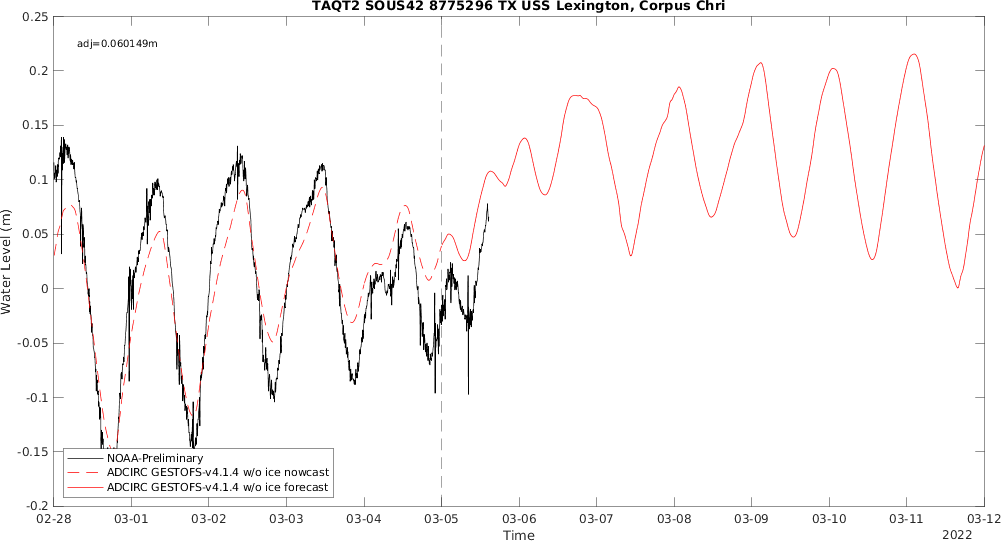 TAQT2 SOUS42 8775296 TX USS Lexington, Corpus Chri
adj=0.060149m
0.25
0.2
0.15
0.1
0.05
0
-0.05
-0.1
-0.15
-0.2
Water Level (m)
NOAA-Preliminary
ADCIRC GESTOFS-v4.1.4 w/o ice nowcast
ADCIRC GESTOFS-v4.1.4 w/o ice forecast
02-28 03-01 03-02 03-03 03-04 03-05 03-06 03-07 03-08 03-09 03-10 03-11 03-12
Time
2022